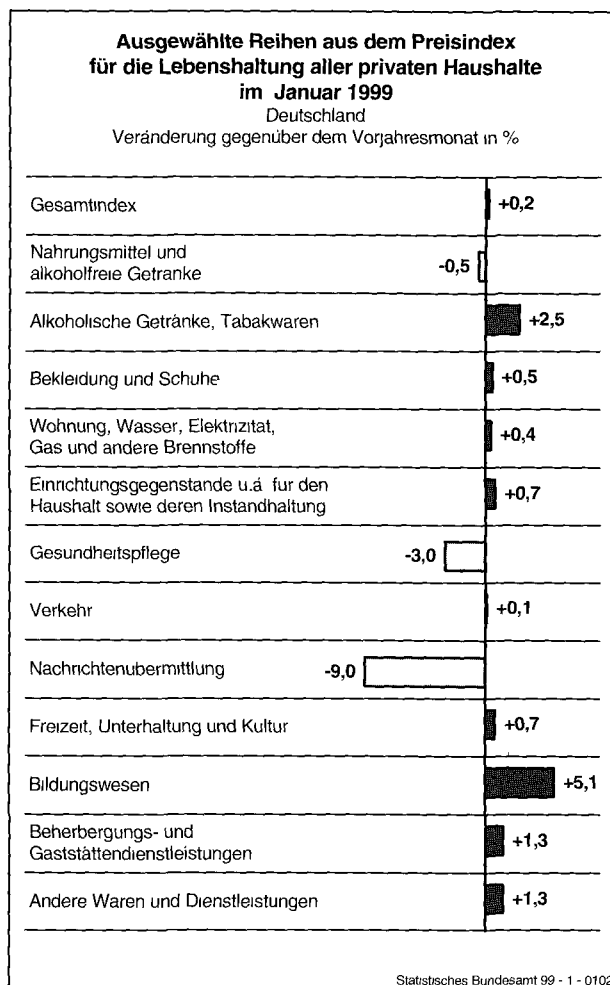 Ausgewählte Reihen aus dem Preisindex
für die Lebenshaltung aller privaten Haushalte
im Januar 1999
Deutschland
Veränderung gegenüber dem Vorjahresmonat in %
Gesamtindex +0,2
Nahrungsmittel und
alkoholfreie Getranke -0,5
Alkoholische Getränke, Tabakwaren +2,5
Bekleidung und Schuhe +0,5
Wohnung, Wasser, Elektrizitat,
Gas und andere Brennstoffe +0,4
Einrichtungsgegenstande u.á fur den
Haushalt sowie deren Instandhaltung +0,7
Gesundheitspflege -3,0
Verkehr +0,1
Nachrichtenubermittlung -9,0
Freizeit, Unterhaltung und Kultur +0,7
Bildungswesen +5,1
Beherbergungs- und
Gaststättendienstleistungen +1,3
Andere Waren und Dienstleistungen +1,3
Statistisches Bundesamt 99 - 1 - 0102